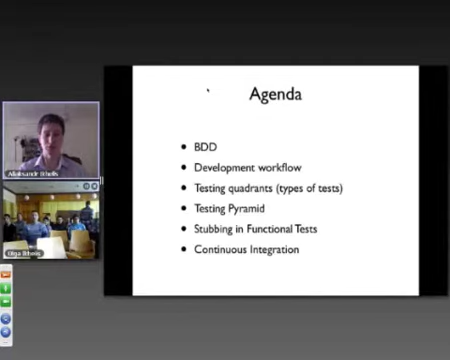 Agenda
BDD
Development workflow
Testing quadrants (types of tests)
Testing Pyramid
Stubbing in Functional Tests
Continuous Integration